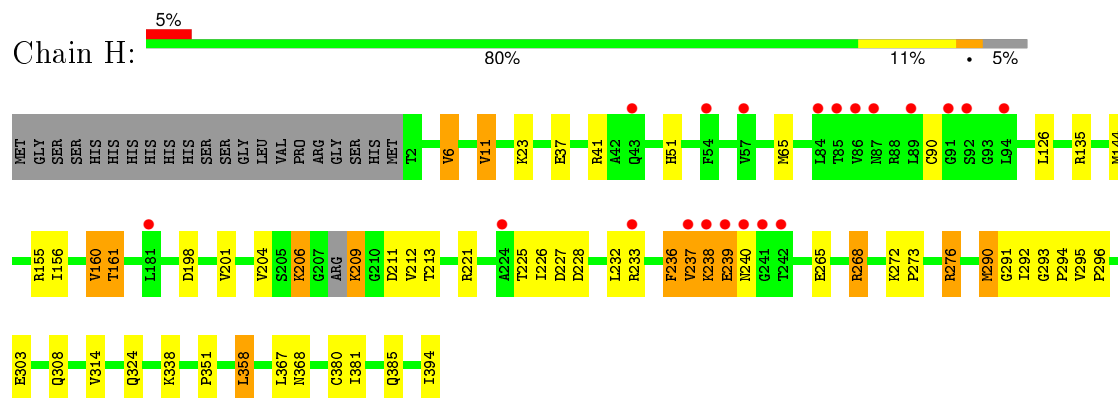 5%
Chain H:
80% 11% • 5%
MET GLY SER SER HIS HIS HIS HIS HIS HIS SER SER GLY LEU VAL PRO ARG GLY SER HIS MET T2 V6 V11 K23 E37 R41 A42 Q43 H51 F54 V57 M65 L84 T85 V86 N87 R88 L89 C90 G91 S92 G93 L94 L126 R135 M144
R155 I156 V160 T161 L181 D198 V201 V204 S205 K206 G207 ARG K209 G210 D211 V212 T213 R221 A224 T225 I226 D227 D228 L232 R233 F236 V237 K238 E239 N240 G241 T242 E265 R268 K272 P273 R276 M290 G291 I292 G293 P294 V295 P296
E303 Q308 V314 Q324 K338 P351 L358 L367 N368 C380 I381 Q385 I394